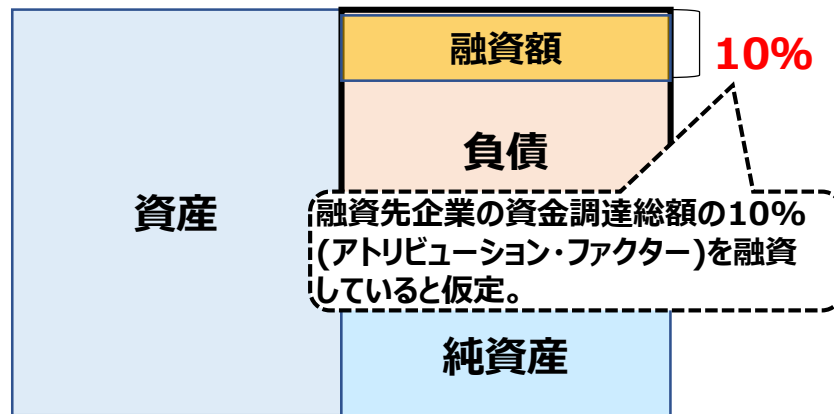 融資額
10%
負債
資産
融資先企業の資金調達総額の10%
(アトリビューション・ファクター)を融資
していると仮定。
純資産